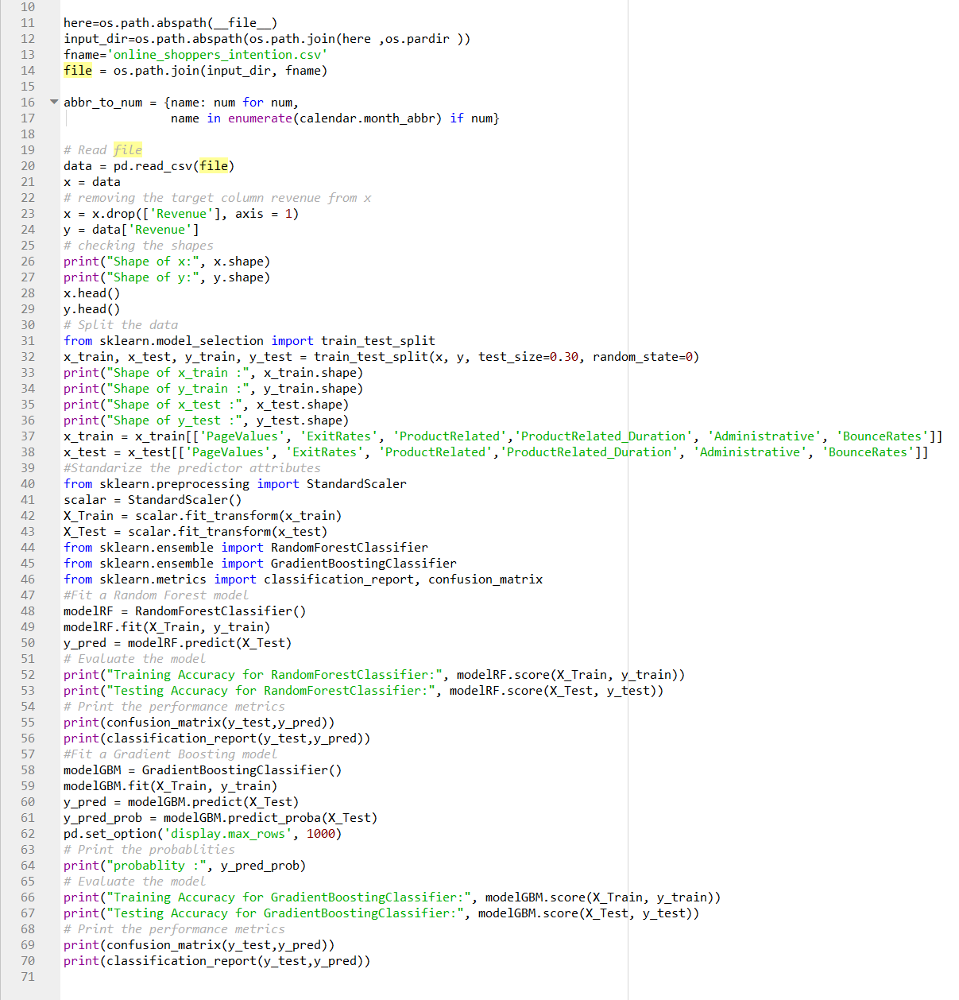 10
11 here=os.path.abspath(__file__)
12 input_dir=os.path.abspath(os.path.join(here ,os.pardir ))
13 fname='online_shoppers_intention.csv'
14 file = os.path.join(input_dir, fname)
15
16 abbr_to_num = {name: num for num,
17                name in enumerate(calendar.month_abbr) if num}
18
19 # Read file
20 data = pd.read_csv(file)
21 x = data
22 # removing the target column revenue from x
23 x = x.drop(['Revenue'], axis = 1)
24 y = data['Revenue']
25 # checking the shapes
26 print("Shape of x:", x.shape)
27 print("Shape of y:", y.shape)
28 x.head()
29 y.head()
30 # Split the data
31 from sklearn.model_selection import train_test_split
32 x_train, x_test, y_train, y_test = train_test_split(x, y, test_size=0.30, random_state=0)
33 print("Shape of x_train :", x_train.shape)
34 print("Shape of y_train :", y_train.shape)
35 print("Shape of x_test :", x_test.shape)
36 print("Shape of y_test :", y_test.shape)
37 x_train = x_train[['PageValues', 'ExitRates', 'ProductRelated','ProductRelated_Duration', 'Administrative', 'BounceRates']]
38 x_test = x_test[['PageValues', 'ExitRates', 'ProductRelated','ProductRelated_Duration', 'Administrative', 'BounceRates']]
39 #Standarize the predictor attributes
40 from sklearn.preprocessing import StandardScaler
41 scalar = StandardScaler()
42 X_Train = scalar.fit_transform(x_train)
43 X_Test = scalar.fit_transform(x_test)
44 from sklearn.ensemble import RandomForestClassifier
45 from sklearn.ensemble import GradientBoostingClassifier
46 from sklearn.metrics import classification_report, confusion_matrix
47 #Fit a Random Forest model
48 modelRF = RandomForestClassifier()
49 modelRF.fit(X_Train, y_train)
50 y_pred = modelRF.predict(X_Test)
51 # Evaluate the model
52 print("Training Accuracy for RandomForestClassifier:", modelRF.score(X_Train, y_train))
53 print("Testing Accuracy for RandomForestClassifier:", modelRF.score(X_Test, y_test))
54 # Print the performance metrics
55 print(confusion_matrix(y_test,y_pred))
56 print(classification_report(y_test,y_pred))
57 #Fit a Gradient Boosting model
58 modelGBM = GradientBoostingClassifier()
59 modelGBM.fit(X_Train, y_train)
60 y_pred = modelGBM.predict(X_Test)
61 y_pred_prob = modelGBM.predict_proba(X_Test)
62 pd.set_option('display.max_rows', 1000)
63 # Print the probablities
64 print("probablity :", y_pred_prob)
65 # Evaluate the model
66 print("Training Accuracy for GradientBoostingClassifier:", modelGBM.score(X_Train, y_train))
67 print("Testing Accuracy for GradientBoostingClassifier:", modelGBM.score(X_Test, y_test))
68 # Print the performance metrics
69 print(confusion_matrix(y_test,y_pred))
70 print(classification_report(y_test,y_pred))
71